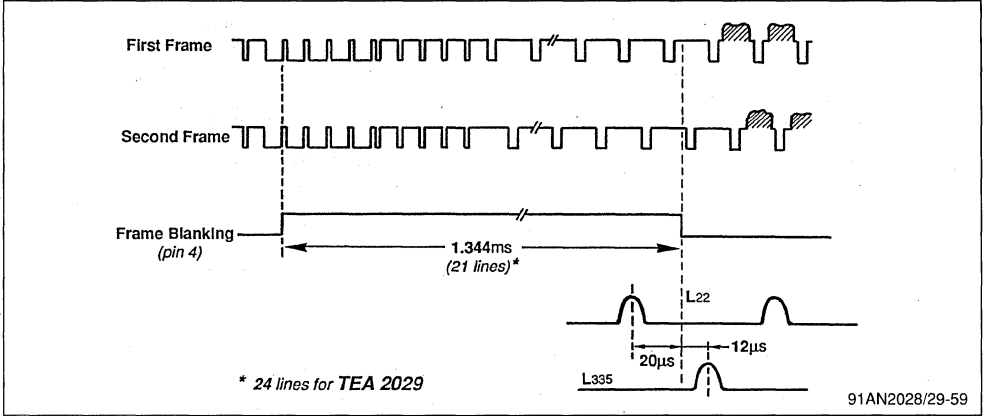 First Frame
Second Frame
Frame Blanking
(pin 4)
1.344ms
(21 lines)*
L22
20µs
12µs
L335
* 24 lines for TEA 2029
91AN2028/29-59